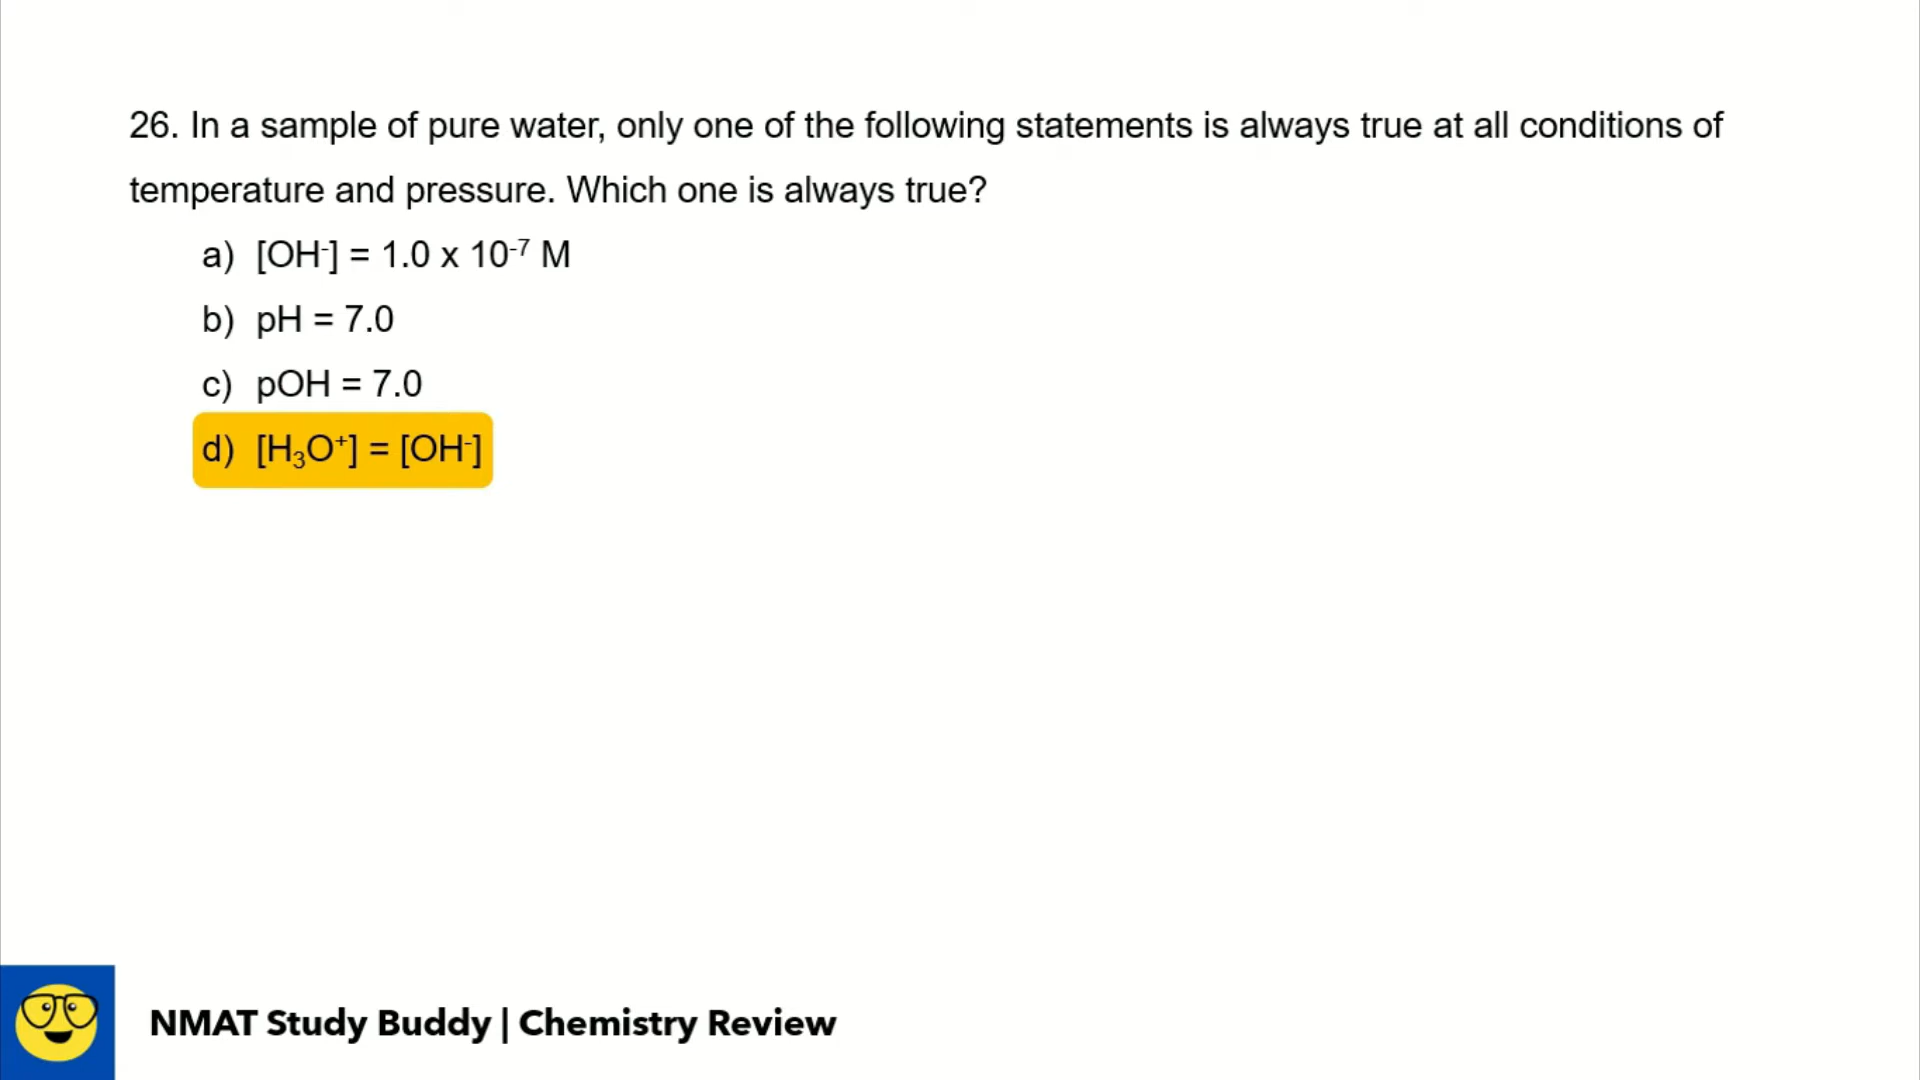 26. In a sample of pure water, only one of the following statements is always true at all conditions of
temperature and pressure. Which one is always true?
a) [OH⁻] = 1.0 x 10⁻⁷ M
b) pH = 7.0
c) pOH = 7.0
d) [H₃O⁺] = [OH⁻]
NMAT Study Buddy | Chemistry Review